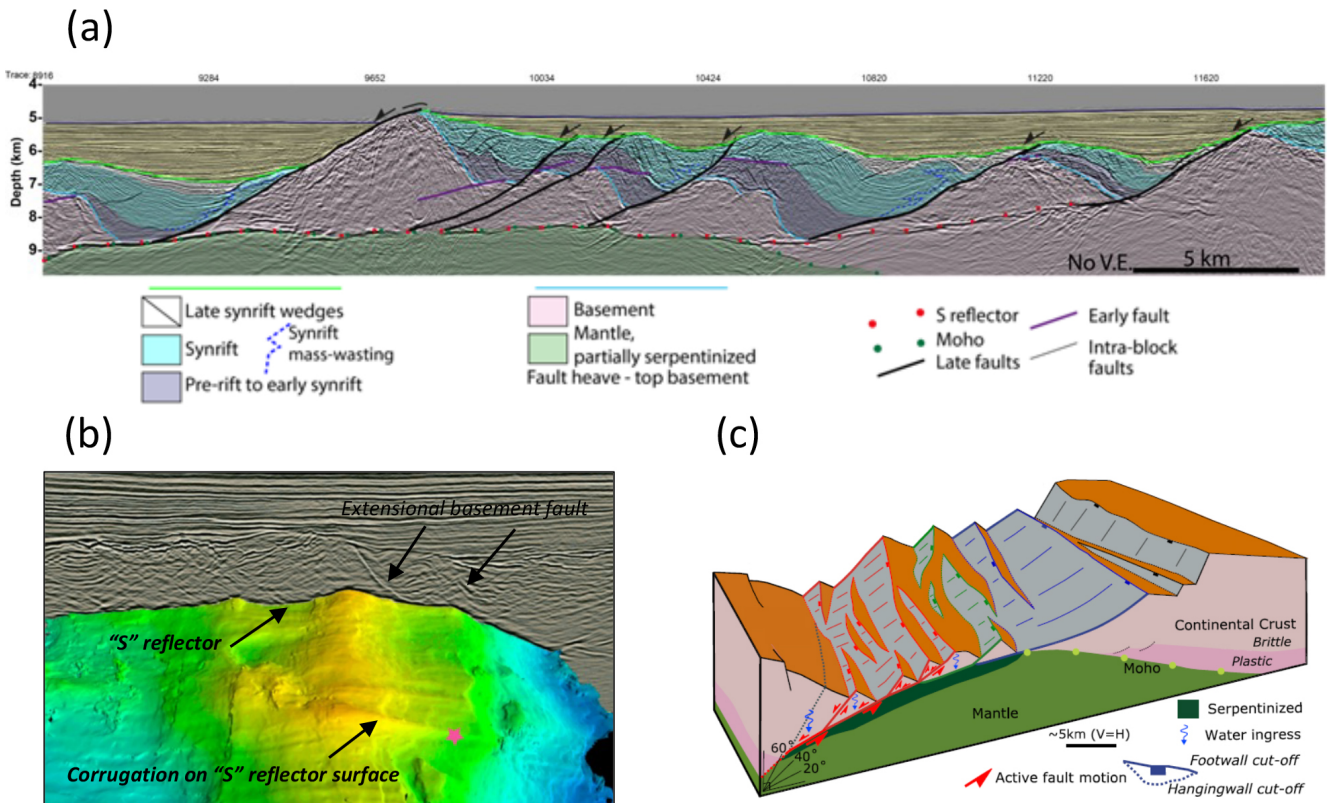 (a)
Trace: 8916 9284 9652 10034 10424 10820 11220 11620
4
5
6
7
8
9
Depth (km)
No V.E. 5 km
Late synrift wedges
Synrift
Synrift
mass-wasting
Pre-rift to early synrift
Basement
Mantle,
partially serpentinized
Fault heave - top basement
S reflector
Moho
Late faults
Early fault
Intra-block
faults
(b)
Extensional basement fault
“S” reflector
Corrugation on “S” reflector surface
(c)
Continental Crust
Brittle
Plastic
Moho
Mantle
60°
40°
20°
~5km (V=H)
Serpentinized
Water ingress
Active fault motion
Footwall cut-off
Hangingwall cut-off